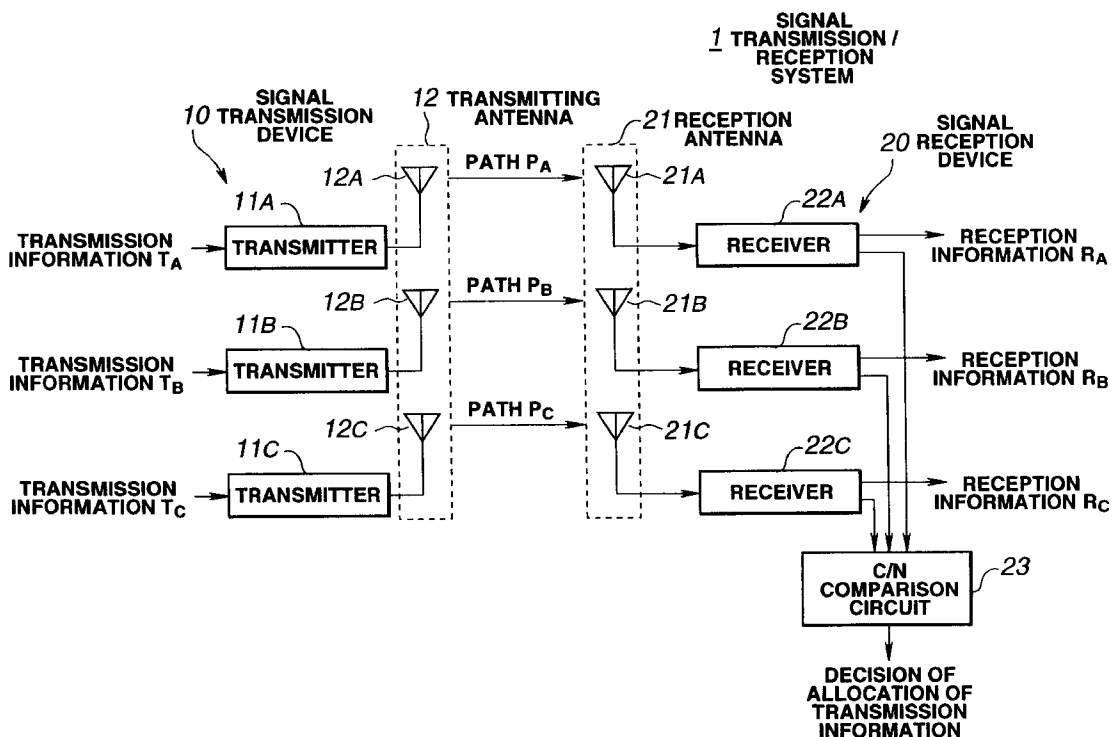 1 SIGNAL
TRANSMISSION /
RECEPTION
SYSTEM
10 SIGNAL
TRANSMISSION
DEVICE
12 TRANSMITTING
ANTENNA
21 RECEPTION
ANTENNA
20 SIGNAL
RECEPTION
DEVICE
12A
PATH PA
21A
11A
22A
TRANSMISSION
INFORMATION TA
TRANSMITTER
RECEIVER
RECEPTION
INFORMATION RA
12B
PATH PB
21B
11B
22B
TRANSMISSION
INFORMATION TB
TRANSMITTER
RECEIVER
RECEPTION
INFORMATION RB
12C
PATH PC
21C
11C
22C
TRANSMISSION
INFORMATION TC
TRANSMITTER
RECEIVER
RECEPTION
INFORMATION RC
C/N
COMPARISON
CIRCUIT
23
DECISION OF
ALLOCATION OF
TRANSMISSION
INFORMATION